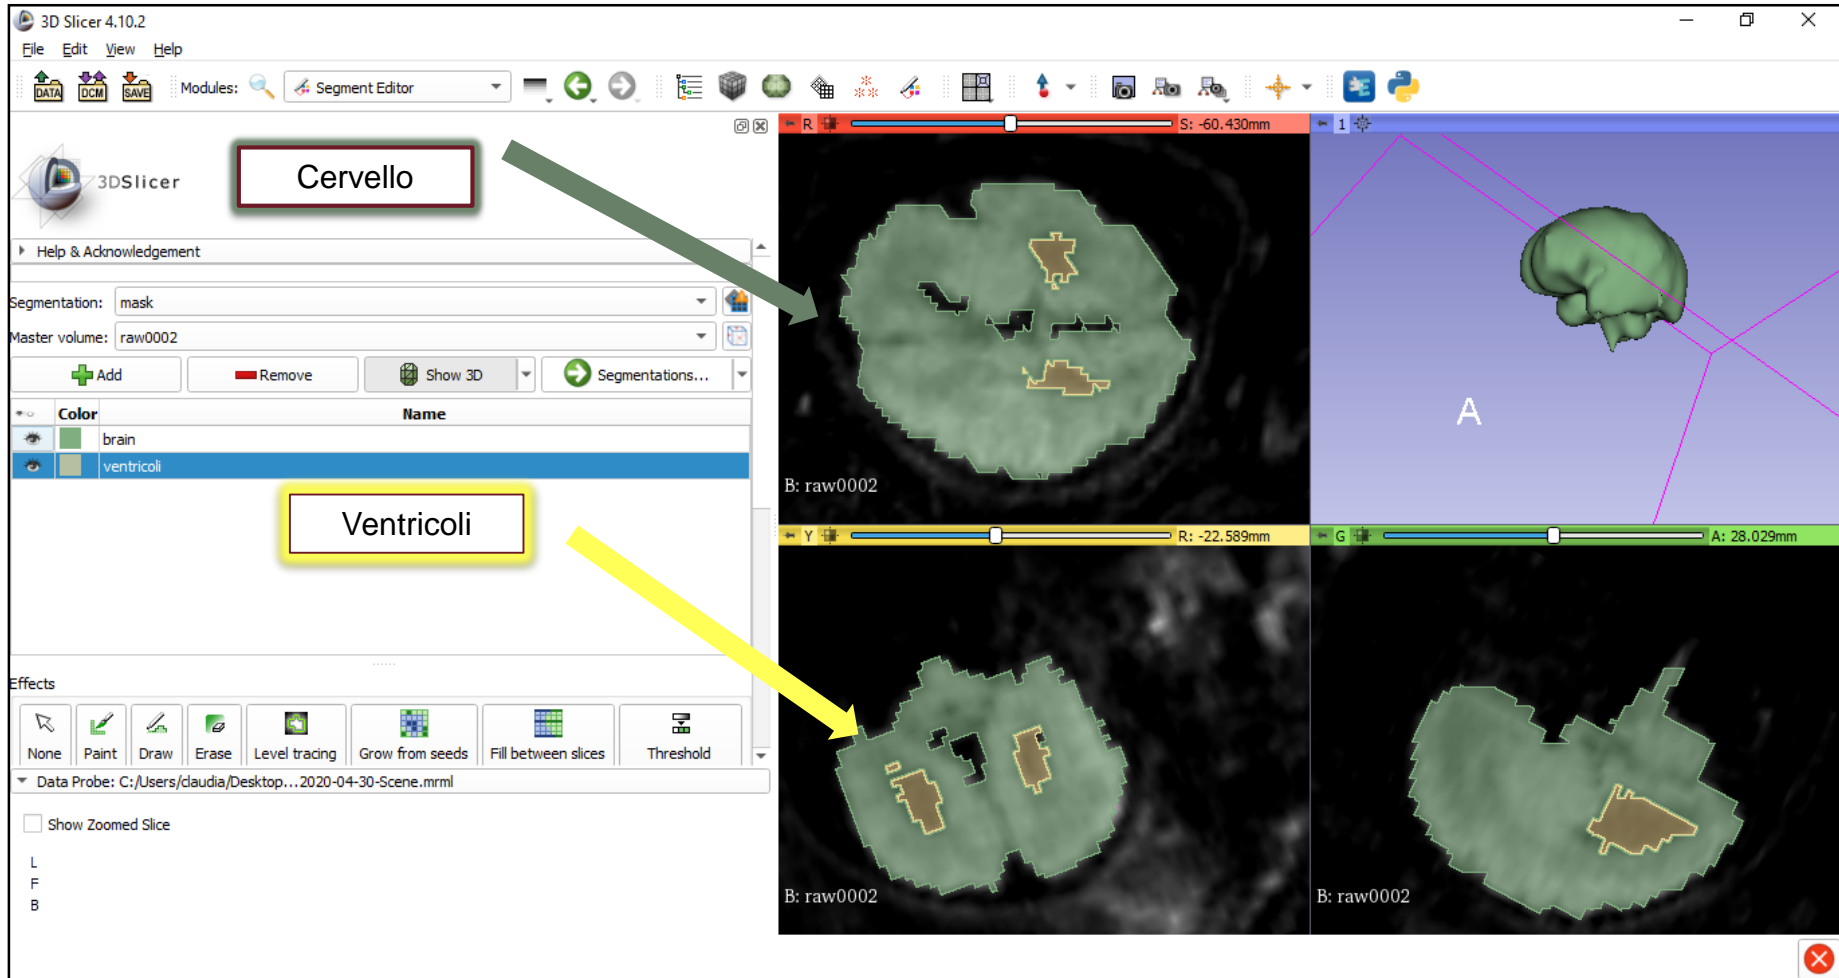 3D Slicer 4.10.2
File Edit View Help
DATA DCM SAVE Modules: Segment Editor
3DSlicer
Cervello
Help & Acknowledgement
Segmentation: mask
Master volume: raw0002
Add Remove Show 3D Segmentations...
Color Name
brain
ventricoli
Ventricoli
Effects
None Paint Draw Erase Level tracing Grow from seeds Fill between slices Threshold
Data Probe: C:/Users/claudia/Desktop...2020-04-30-Scene.mrml
Show Zoomed Slice
L
F
B
R S: -60.430mm
B: raw0002
1
A
Y R: -22.589mm
B: raw0002
G A: 28.029mm
B: raw0002